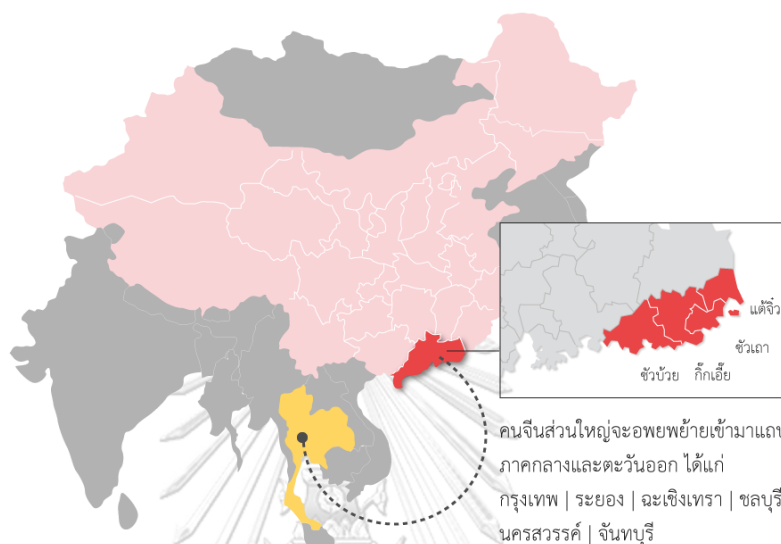 แต้จิ๋ว
ซัวเถา
ซัวบ้วย กิ๊กเอี๊ย
คนจีนส่วนใหญ่จะอพยพย้ายเข้ามาแถบ
ภาคกลางและตะวันออก ได้แก่
กรุงเทพ | ระยอง | ฉะเชิงเทรา | ชลบุรี
นครสวรรค์ | จันทบุรี